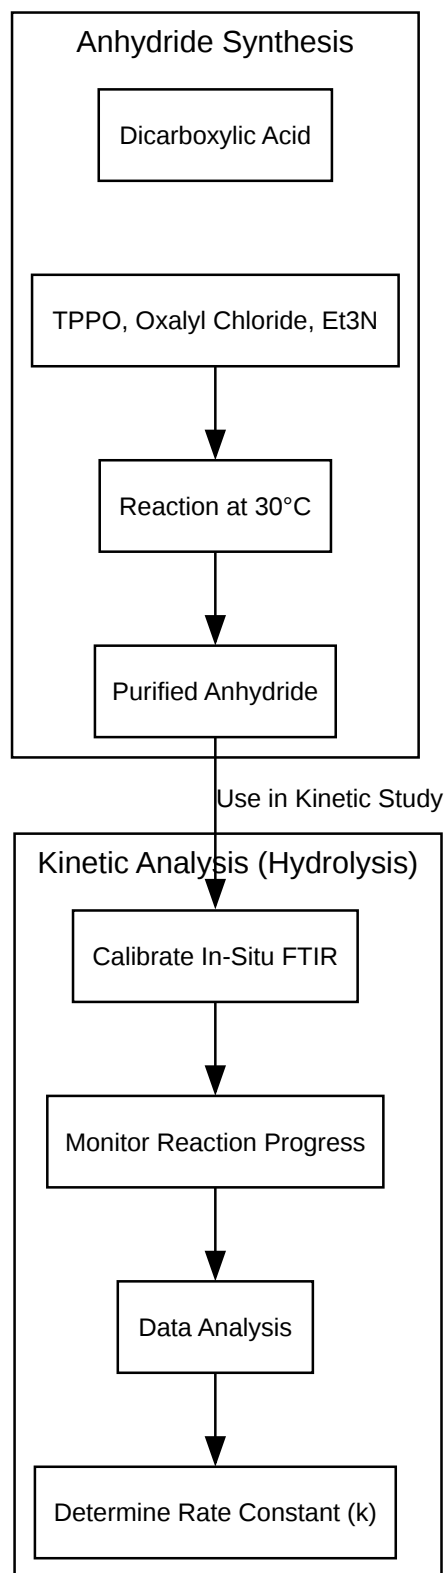 Anhydride Synthesis
Dicarboxylic Acid
TPPO, Oxalyl Chloride, Et3N
Reaction at 30°C
Purified Anhydride
Use in Kinetic Study
Kinetic Analysis (Hydrolysis)
Calibrate In-Situ FTIR
Monitor Reaction Progress
Data Analysis
Determine Rate Constant (k)